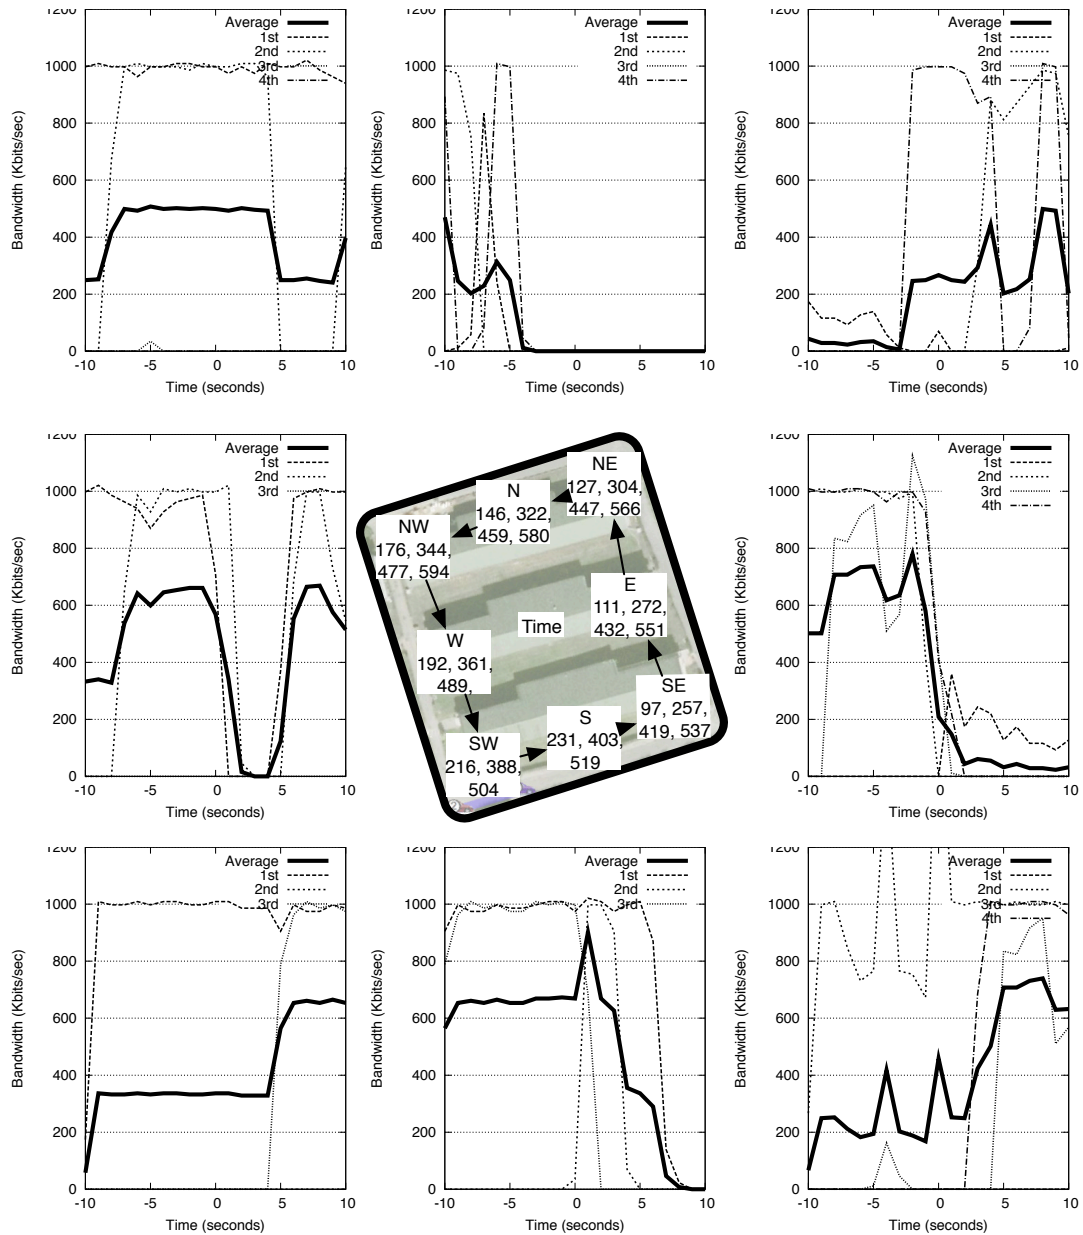 1200
1000
800
600
400
200
0
-10 -5 0 5 10
Bandwidth (Kbits/sec)
Time (seconds)
Average
1st
2nd
3rd
4th
1200
1000
800
600
400
200
0
-10 -5 0 5 10
Bandwidth (Kbits/sec)
Time (seconds)
Average
1st
2nd
3rd
4th
1200
1000
800
600
400
200
0
-10 -5 0 5 10
Bandwidth (Kbits/sec)
Time (seconds)
Average
1st
2nd
3rd
4th
1200
1000
800
600
400
200
0
-10 -5 0 5 10
Bandwidth (Kbits/sec)
Time (seconds)
Average
1st
2nd
3rd
NE
127, 304,
447, 566
N
146, 322,
459, 580
NW
176, 344,
477, 594
E
111, 272,
432, 551
Time
W
192, 361,
489,
SE
97, 257,
419, 537
S
231, 403,
519
SW
216, 388,
504
1200
1000
800
600
400
200
0
-10 -5 0 5 10
Bandwidth (Kbits/sec)
Time (seconds)
Average
1st
2nd
3rd
4th
1200
1000
800
600
400
200
0
-10 -5 0 5 10
Bandwidth (Kbits/sec)
Time (seconds)
Average
1st
2nd
3rd
1200
1000
800
600
400
200
0
-10 -5 0 5 10
Bandwidth (Kbits/sec)
Time (seconds)
Average
1st
2nd
3rd
1200
1000
800
600
400
200
0
-10 -5 0 5 10
Bandwidth (Kbits/sec)
Time (seconds)
Average
1st
2nd
3rd
4th